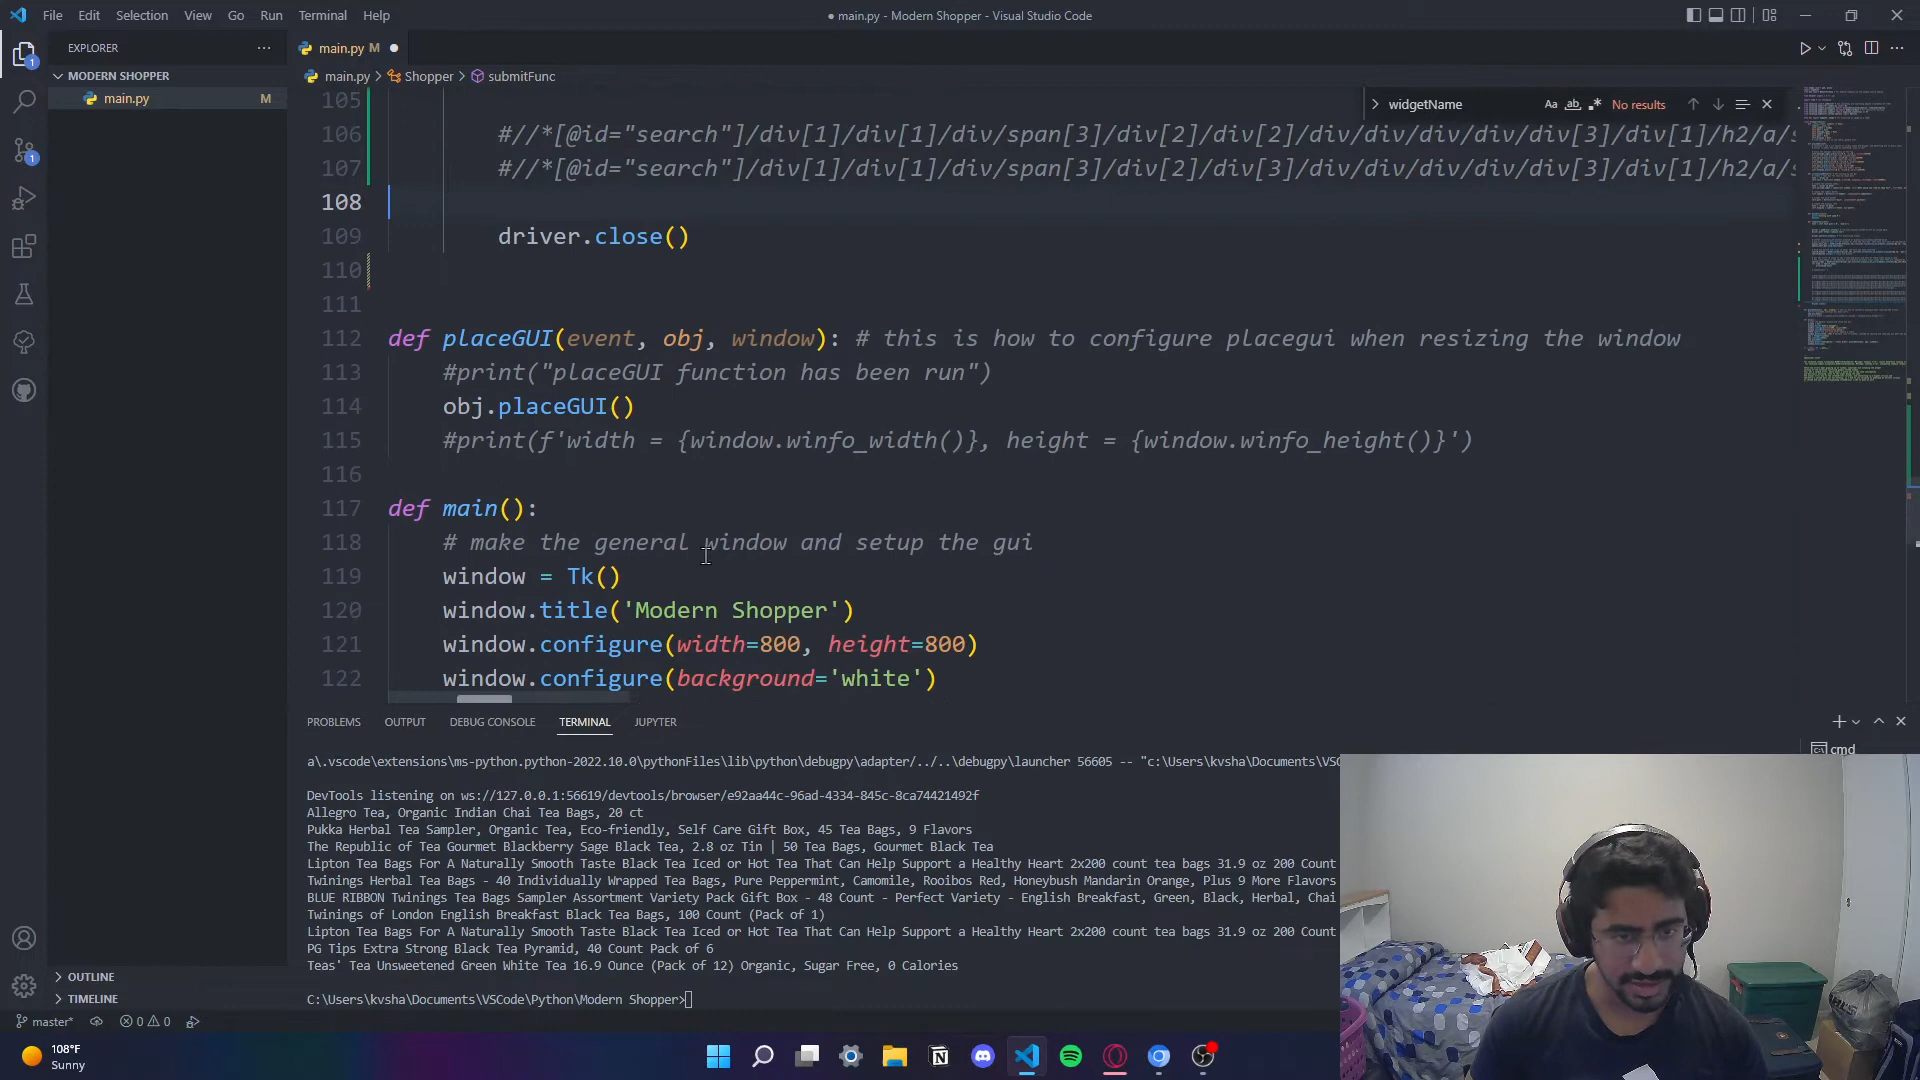 File Edit Selection View Go Run Terminal Help
● main.py - Modern Shopper - Visual Studio Code
EXPLORER
MODERN SHOPPER
main.py M
main.py M
main.py > Shopper > submitFunc
widgetName Aa ab No results
105
106 #//*[@id="search"]/div[1]/div[1]/div/span[3]/div[2]/div[2]/div/div/div/div/div[3]/div[1]/h2/a/s
107 #//*[@id="search"]/div[1]/div[1]/div/span[3]/div[2]/div[3]/div/div/div/div/div[3]/div[1]/h2/a/s
108
109 driver.close()
110
111
112 def placeGUI(event, obj, window): # this is how to configure placegui when resizing the window
113 #print("placeGUI function has been run")
114 obj.placeGUI()
115 #print(f'width = {window.winfo_width()}, height = {window.winfo_height()}')
116
117 def main():
118 # make the general window and setup the gui
119 window = Tk()
120 window.title('Modern Shopper')
121 window.configure(width=800, height=800)
122 window.configure(background='white')
PROBLEMS OUTPUT DEBUG CONSOLE TERMINAL JUPYTER
cmd
a\.vscode\extensions\ms-python.python-2022.10.0\pythonFiles\lib\python\debugpy\adapter/../..\debugpy\launcher 56605 -- "c:\Users\kvsha\Documents\VSC
DevTools listening on ws://127.0.0.1:56619/devtools/browser/e92aa44c-96ad-4334-845c-8ca74421492f
Allegro Tea, Organic Indian Chai Tea Bags, 20 ct
Pukka Herbal Tea Sampler, Organic Tea, Eco-friendly, Self Care Gift Box, 45 Tea Bags, 9 Flavors
The Republic of Tea Gourmet Blackberry Sage Black Tea, 2.8 oz Tin | 50 Tea Bags, Gourmet Black Tea
Lipton Tea Bags For A Naturally Smooth Taste Black Tea Iced or Hot Tea That Can Help Support a Healthy Heart 2x200 count tea bags 31.9 oz 200 Count
Twinings Herbal Tea Bags - 40 Individually Wrapped Tea Bags, Pure Peppermint, Camomile, Rooibos Red, Honeybush Mandarin Orange, Plus 9 More Flavors
BLUE RIBBON Twinings Tea Bags Sampler Assortment Variety Pack Gift Box - 48 Count - Perfect Variety - English Breakfast, Green, Black, Herbal, Chai
Twinings of London English Breakfast Black Tea Bags, 100 Count (Pack of 1)
Lipton Tea Bags For A Naturally Smooth Taste Black Tea Iced or Hot Tea That Can Help Support a Healthy Heart 2x200 count tea bags 31.9 oz 200 Count
PG Tips Extra Strong Black Tea Pyramid, 40 Count Pack of 6
Teas' Tea Unsweetened Green White Tea 16.9 Ounce (Pack of 12) Organic, Sugar Free, 0 Calories
C:\Users\kvsha\Documents\VSCode\Python\Modern Shopper>
OUTLINE
TIMELINE
master* 0 0
108°F
Sunny